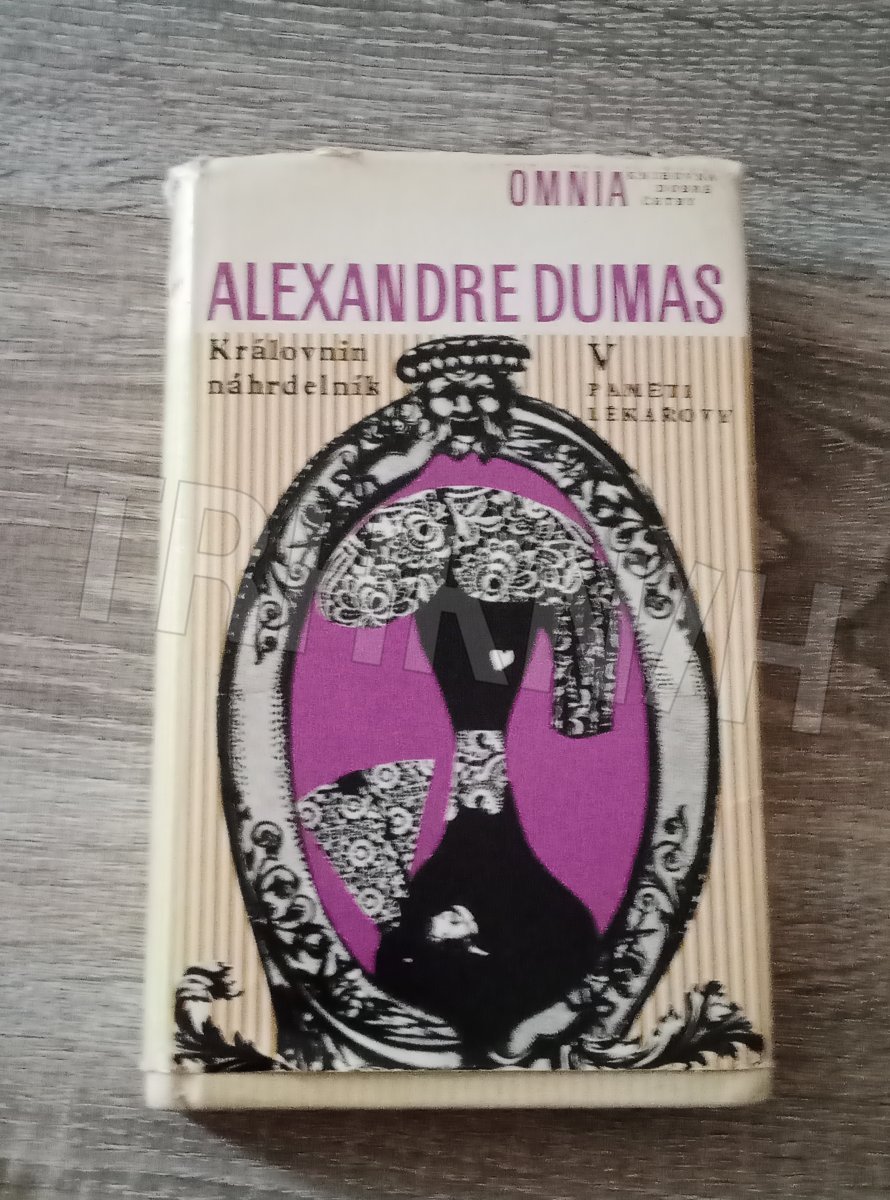 OMNIA
ALEXANDRE DUMAS
Královnin
náhrdelník
V
PAMĚTI
LÉKAŘOVY